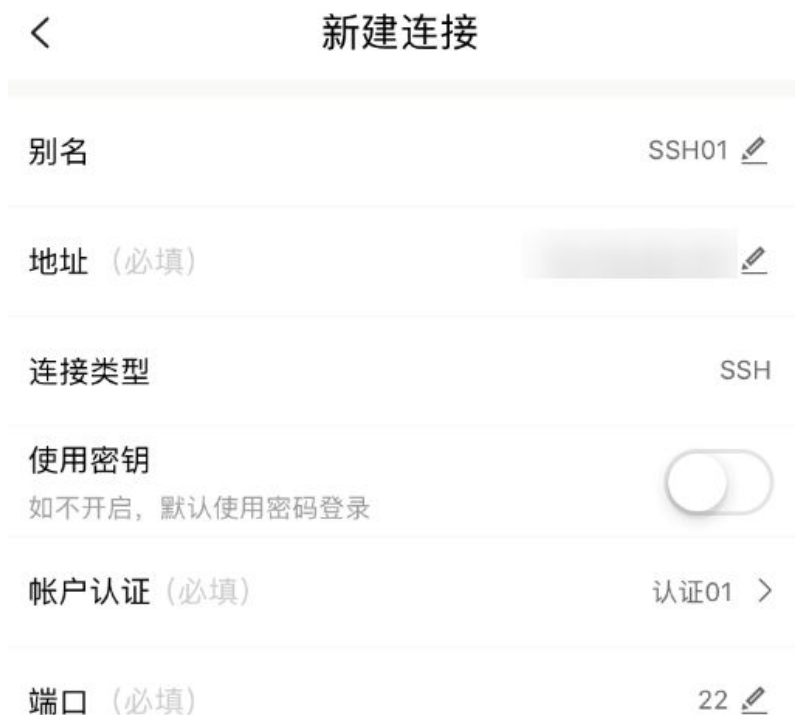 新建连接
别名 SSH01
地址（必填）
连接类型 SSH
使用密钥
如不开启，默认使用密码登录
帐户认证（必填） 认证01
端口（必填） 22